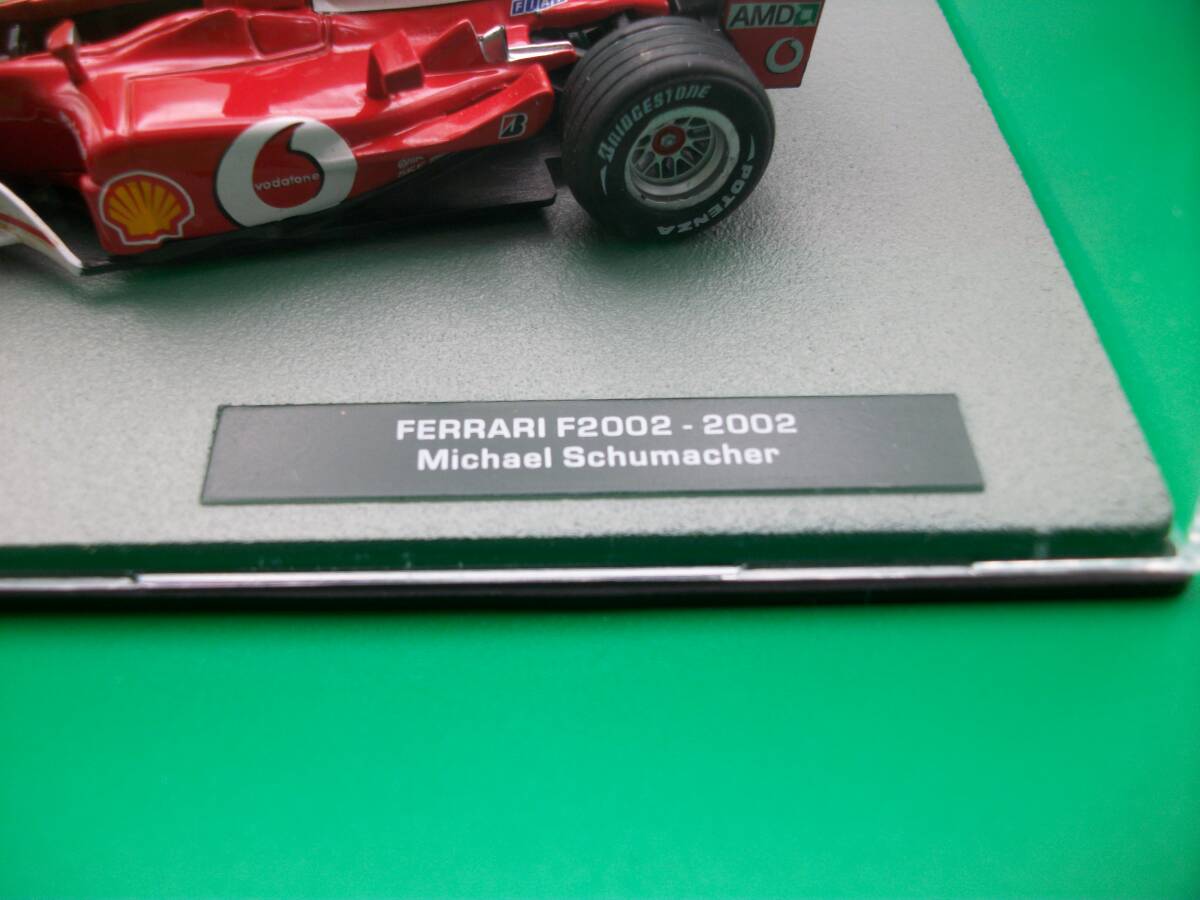 AMD
BRIDGESTONE
POTENZA
vodafone
FERRARI F2002 - 2002
Michael Schumacher